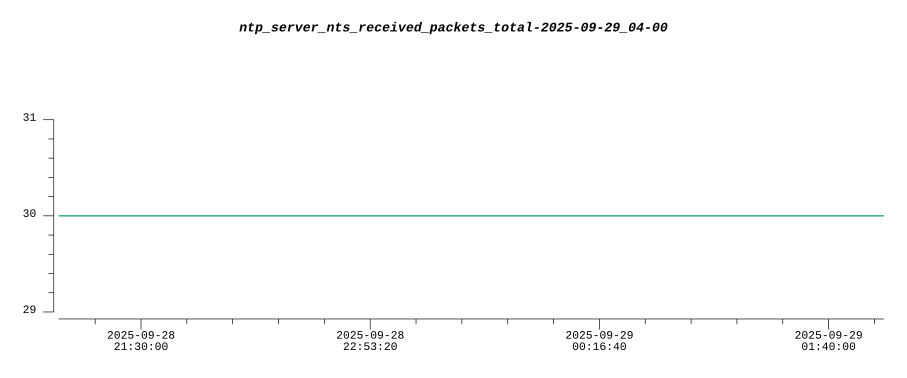 ntp_server_nts_received_packets_total-2025-09-29_04-00
31
30
29
2025-09-28 2025-09-28 2025-09-29 2025-09-29
21:30:00 22:53:20 00:16:40 01:40:00